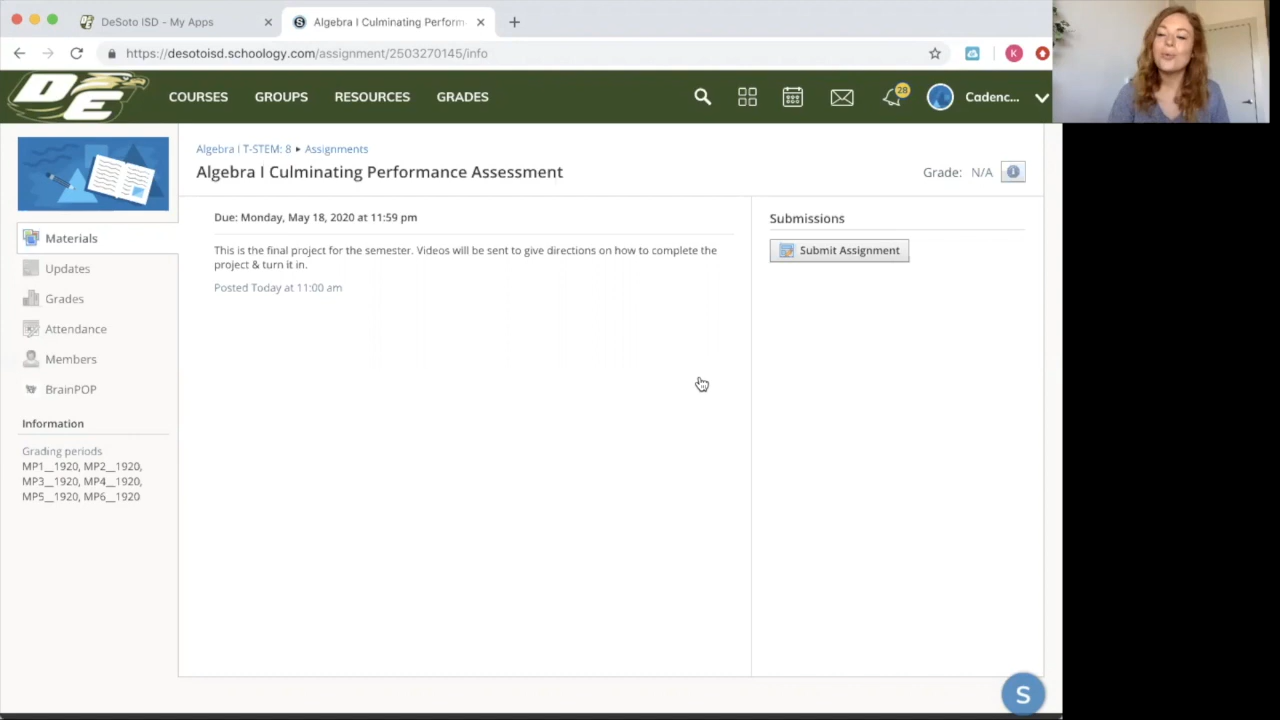 DeSoto ISD - My Apps
Algebra I Culminating Perform
https://desotoisd.schoology.com/assignment/2503270145/info
K
DE
COURSES
GROUPS
RESOURCES
GRADES
28
Cadenc...
Algebra I T-STEM: 8 ▸ Assignments
Algebra I Culminating Performance Assessment
Grade: N/A
Due: Monday, May 18, 2020 at 11:59 pm
This is the final project for the semester. Videos will be sent to give directions on how to complete the
project & turn it in.
Posted Today at 11:00 am
Submissions
Submit Assignment
Materials
Updates
Grades
Attendance
Members
BrainPOP
Information
Grading periods
MP1__1920, MP2__1920,
MP3__1920, MP4__1920,
MP5__1920, MP6__1920
S